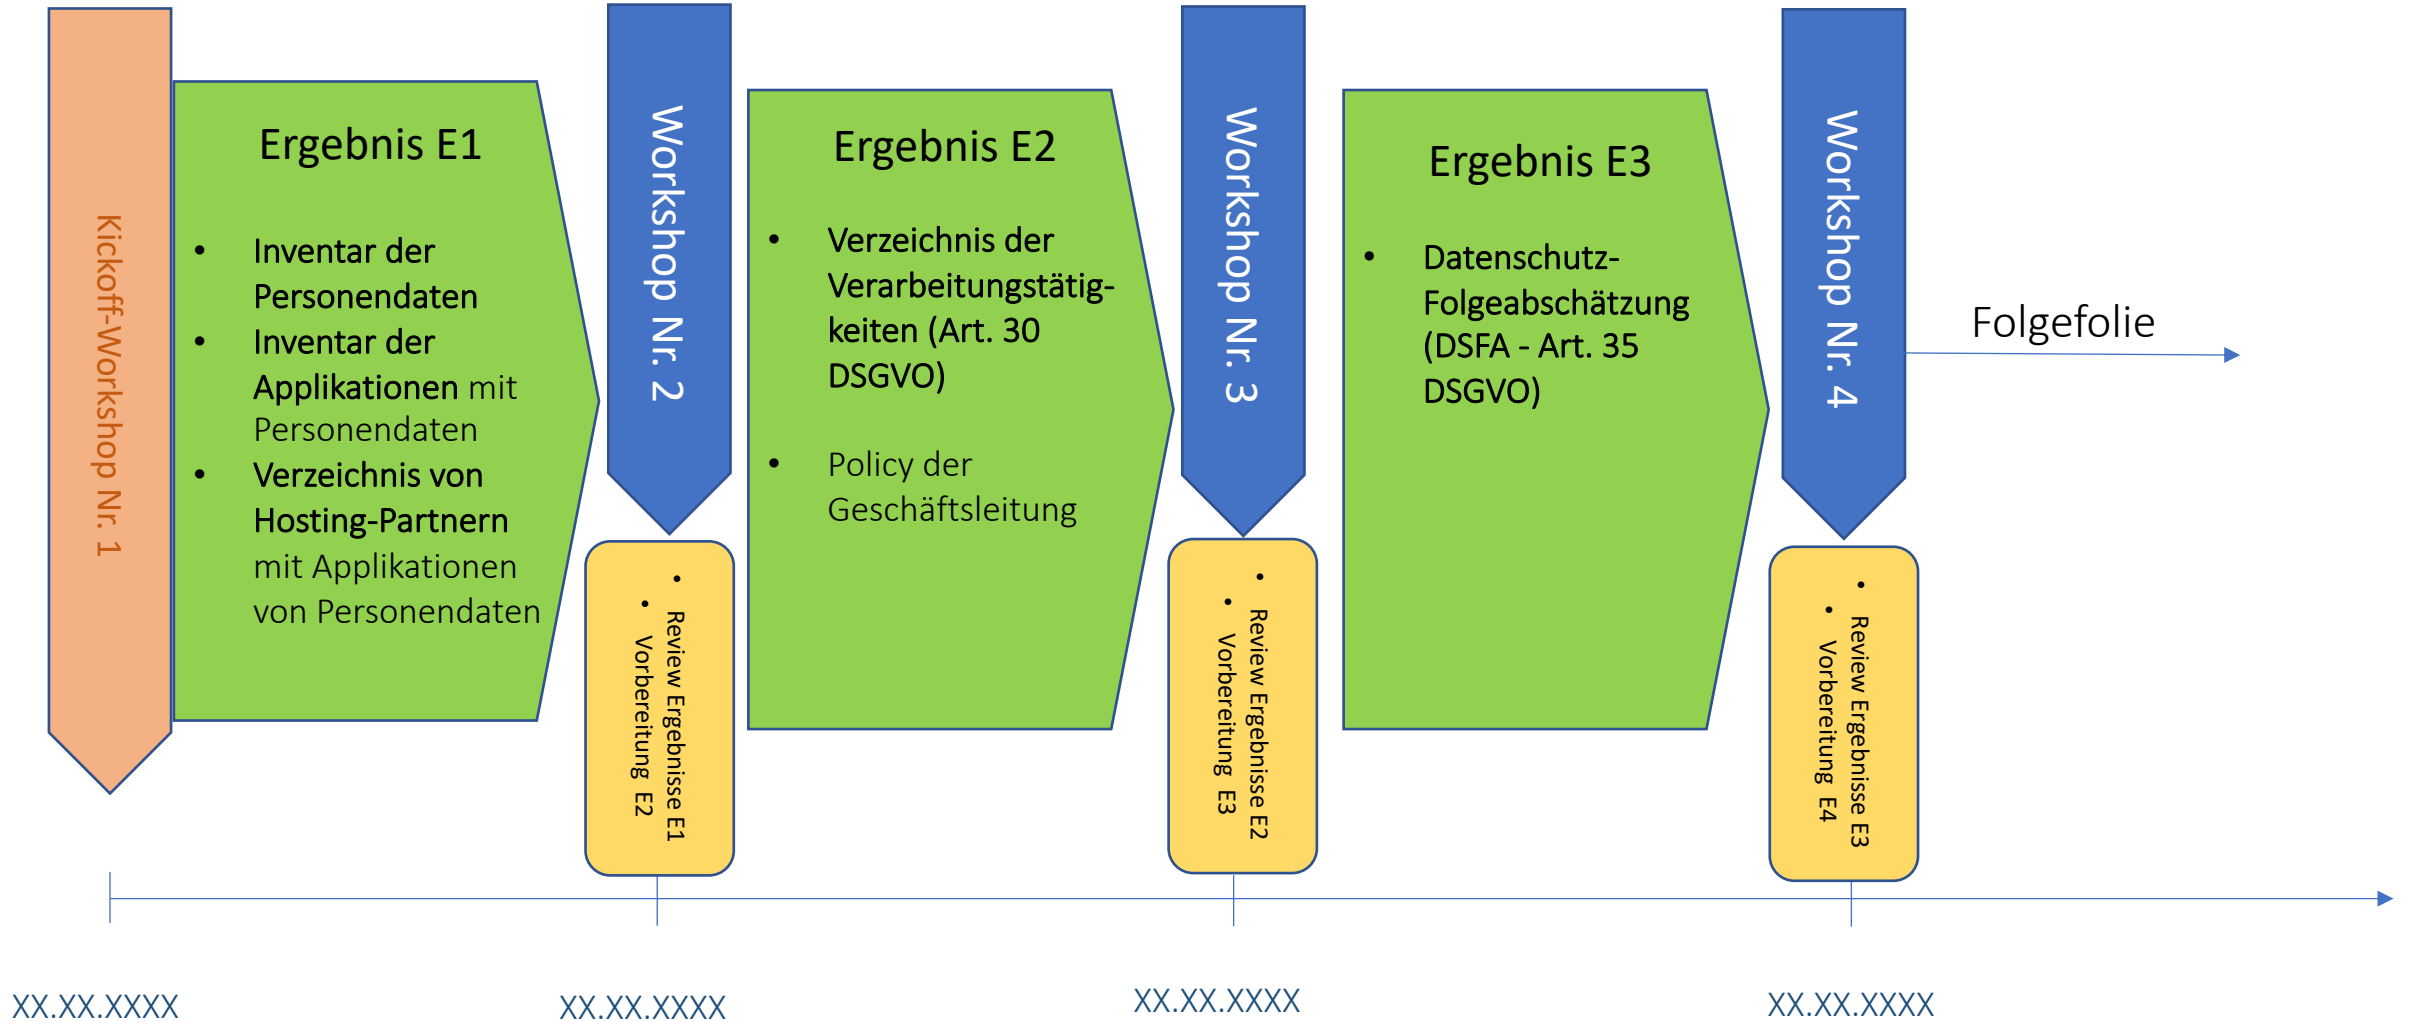 Kickoff-Workshop Nr. 1
Ergebnis E1
• Inventar der
Personendaten
• Inventar der
Applikationen mit
Personendaten
• Verzeichnis von
Hosting-Partnern
mit Applikationen
von Personendaten
Workshop Nr. 2
• Review Ergebnisse E1
• Vorbereitung E2
Ergebnis E2
• Verzeichnis der
Verarbeitungstätig-
keiten (Art. 30
DSGVO)
• Policy der
Geschäftsleitung
Workshop Nr. 3
• Review Ergebnisse E2
• Vorbereitung E3
Ergebnis E3
• Datenschutz-
Folgeabschätzung
(DSFA - Art. 35
DSGVO)
Workshop Nr. 4
• Review Ergebnisse E3
• Vorbereitung E4
Folgefolie
XX.XX.XXXX
XX.XX.XXXX
XX.XX.XXXX
XX.XX.XXXX